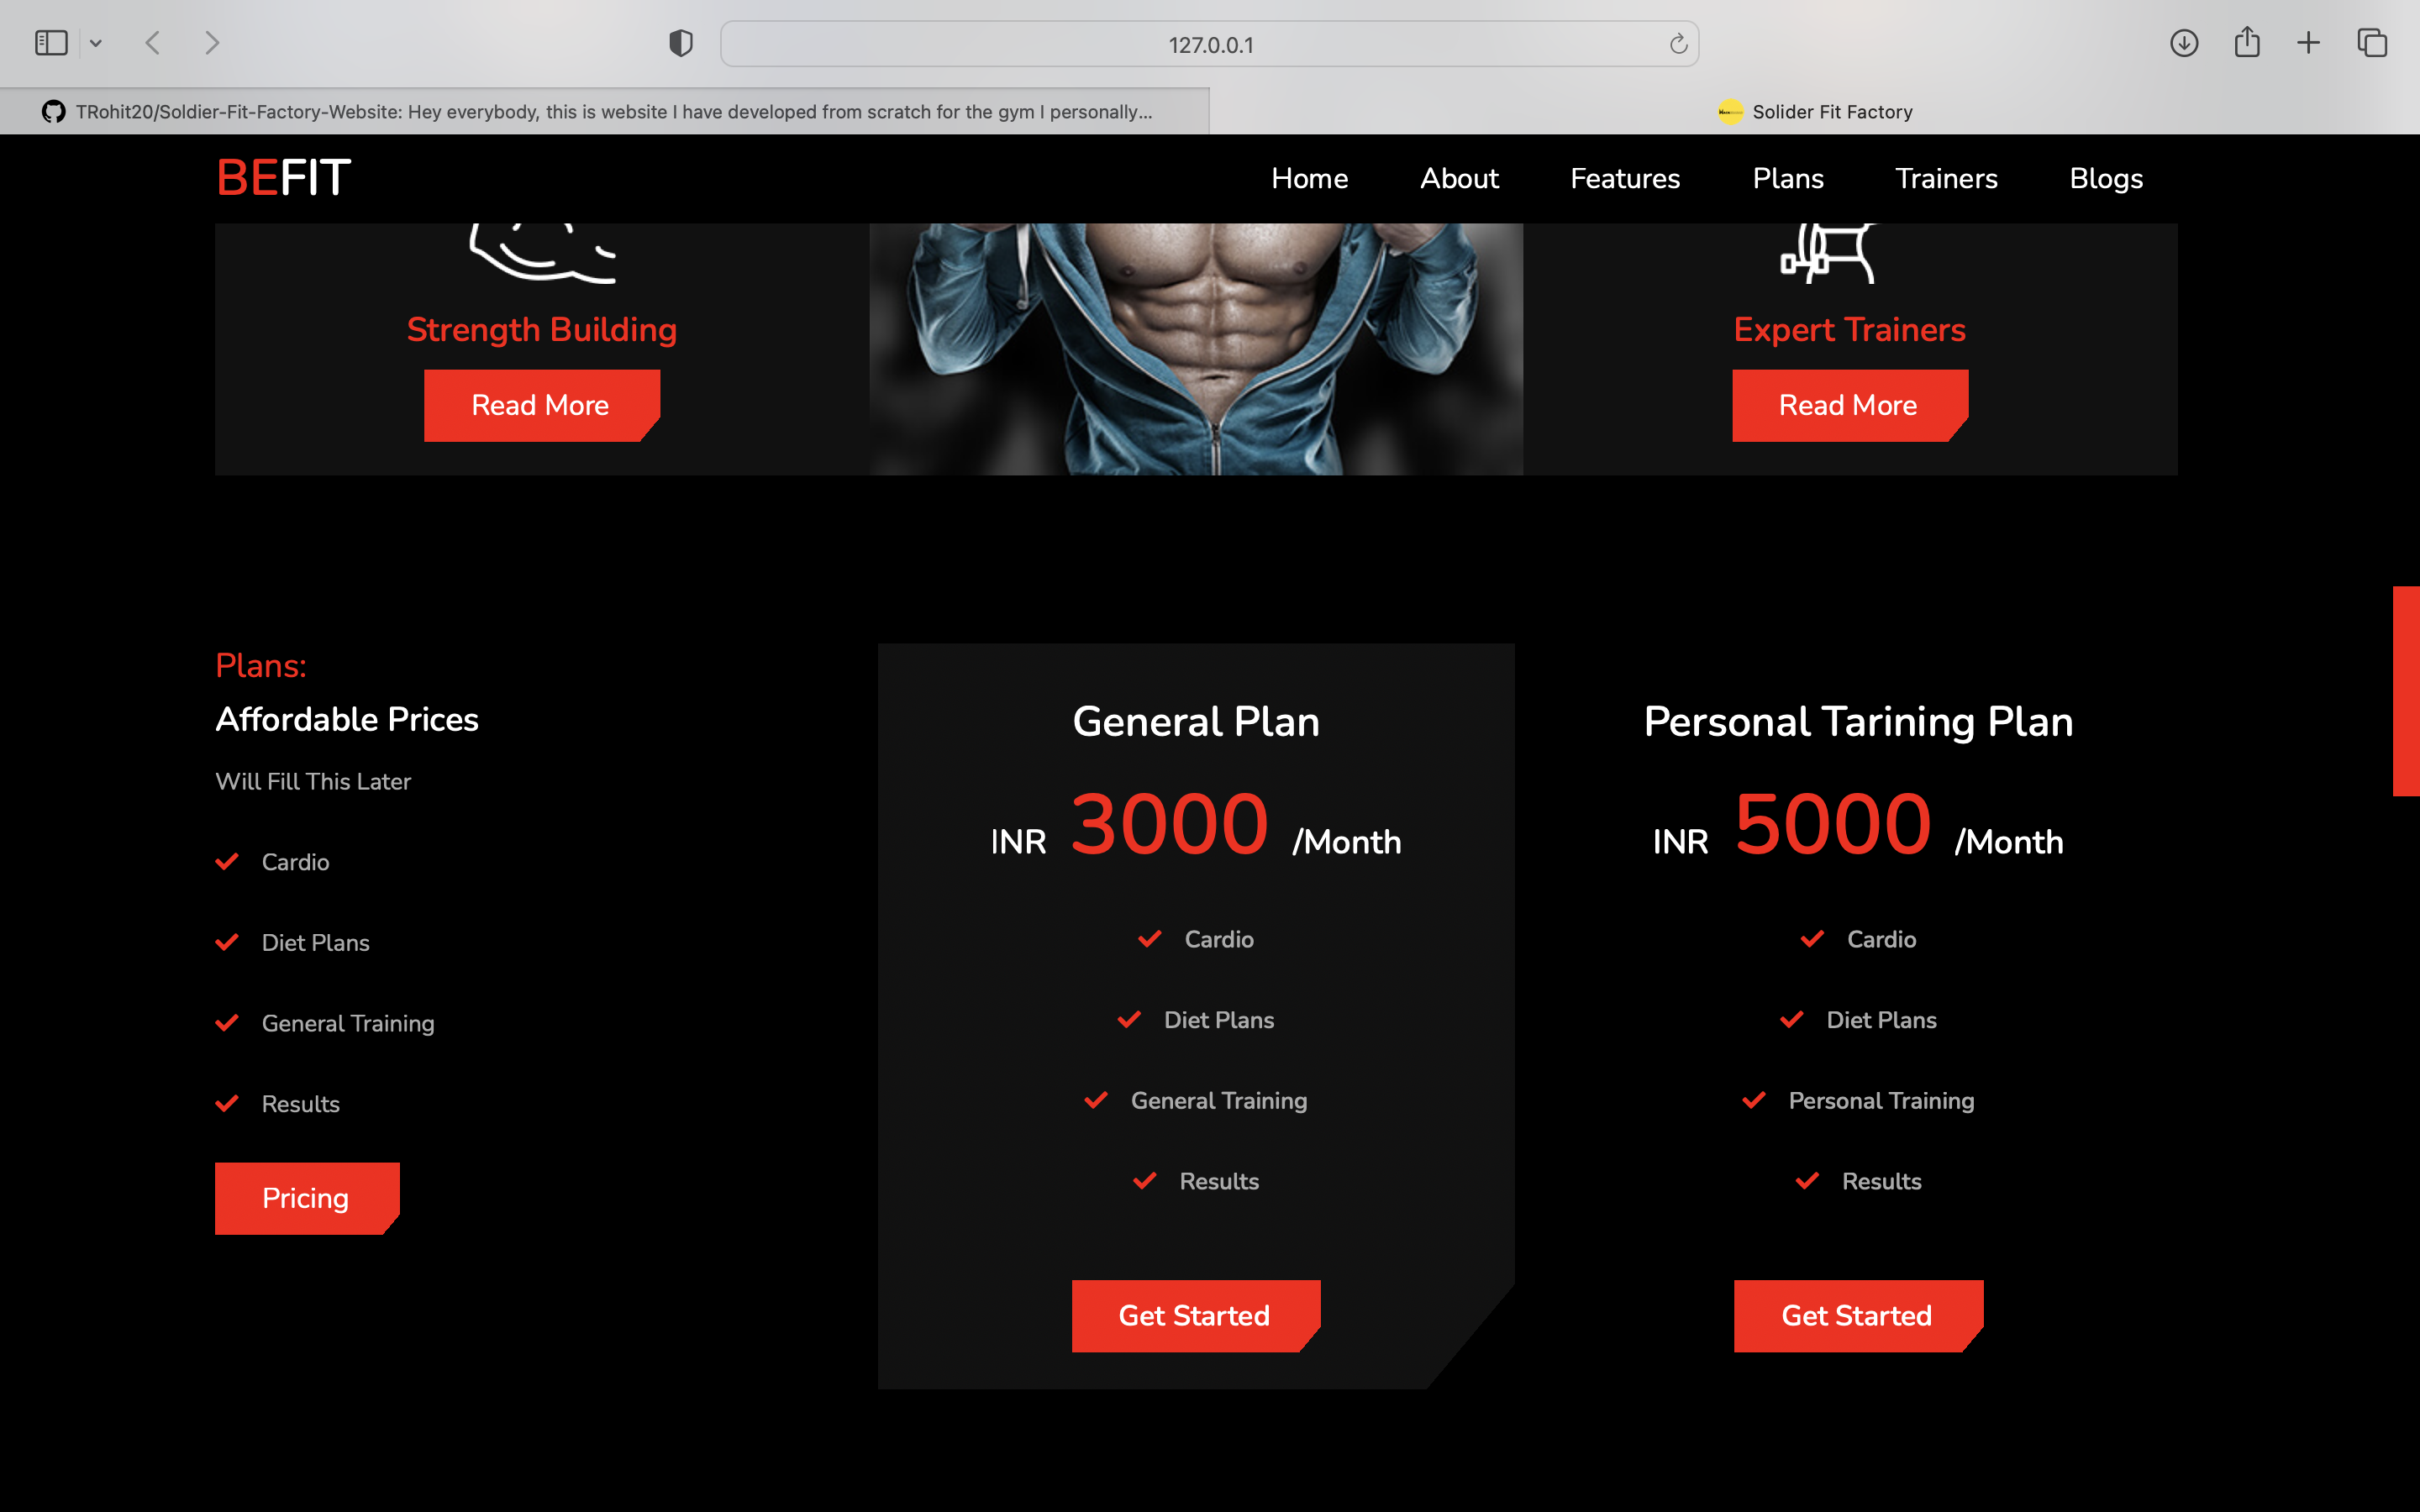 127.0.0.1
TRohit20/Soldier-Fit-Factory-Website: Hey everybody, this is website I have developed from scratch for the gym I personally...
Solider Fit Factory
BEFIT
Home About Features Plans Trainers Blogs
Strength Building
Read More
Expert Trainers
Read More
Plans:
Affordable Prices
Will Fill This Later
Cardio
Diet Plans
General Training
Results
Pricing
General Plan
INR 3000 /Month
Cardio
Diet Plans
General Training
Results
Get Started
Personal Tarining Plan
INR 5000 /Month
Cardio
Diet Plans
Personal Training
Results
Get Started